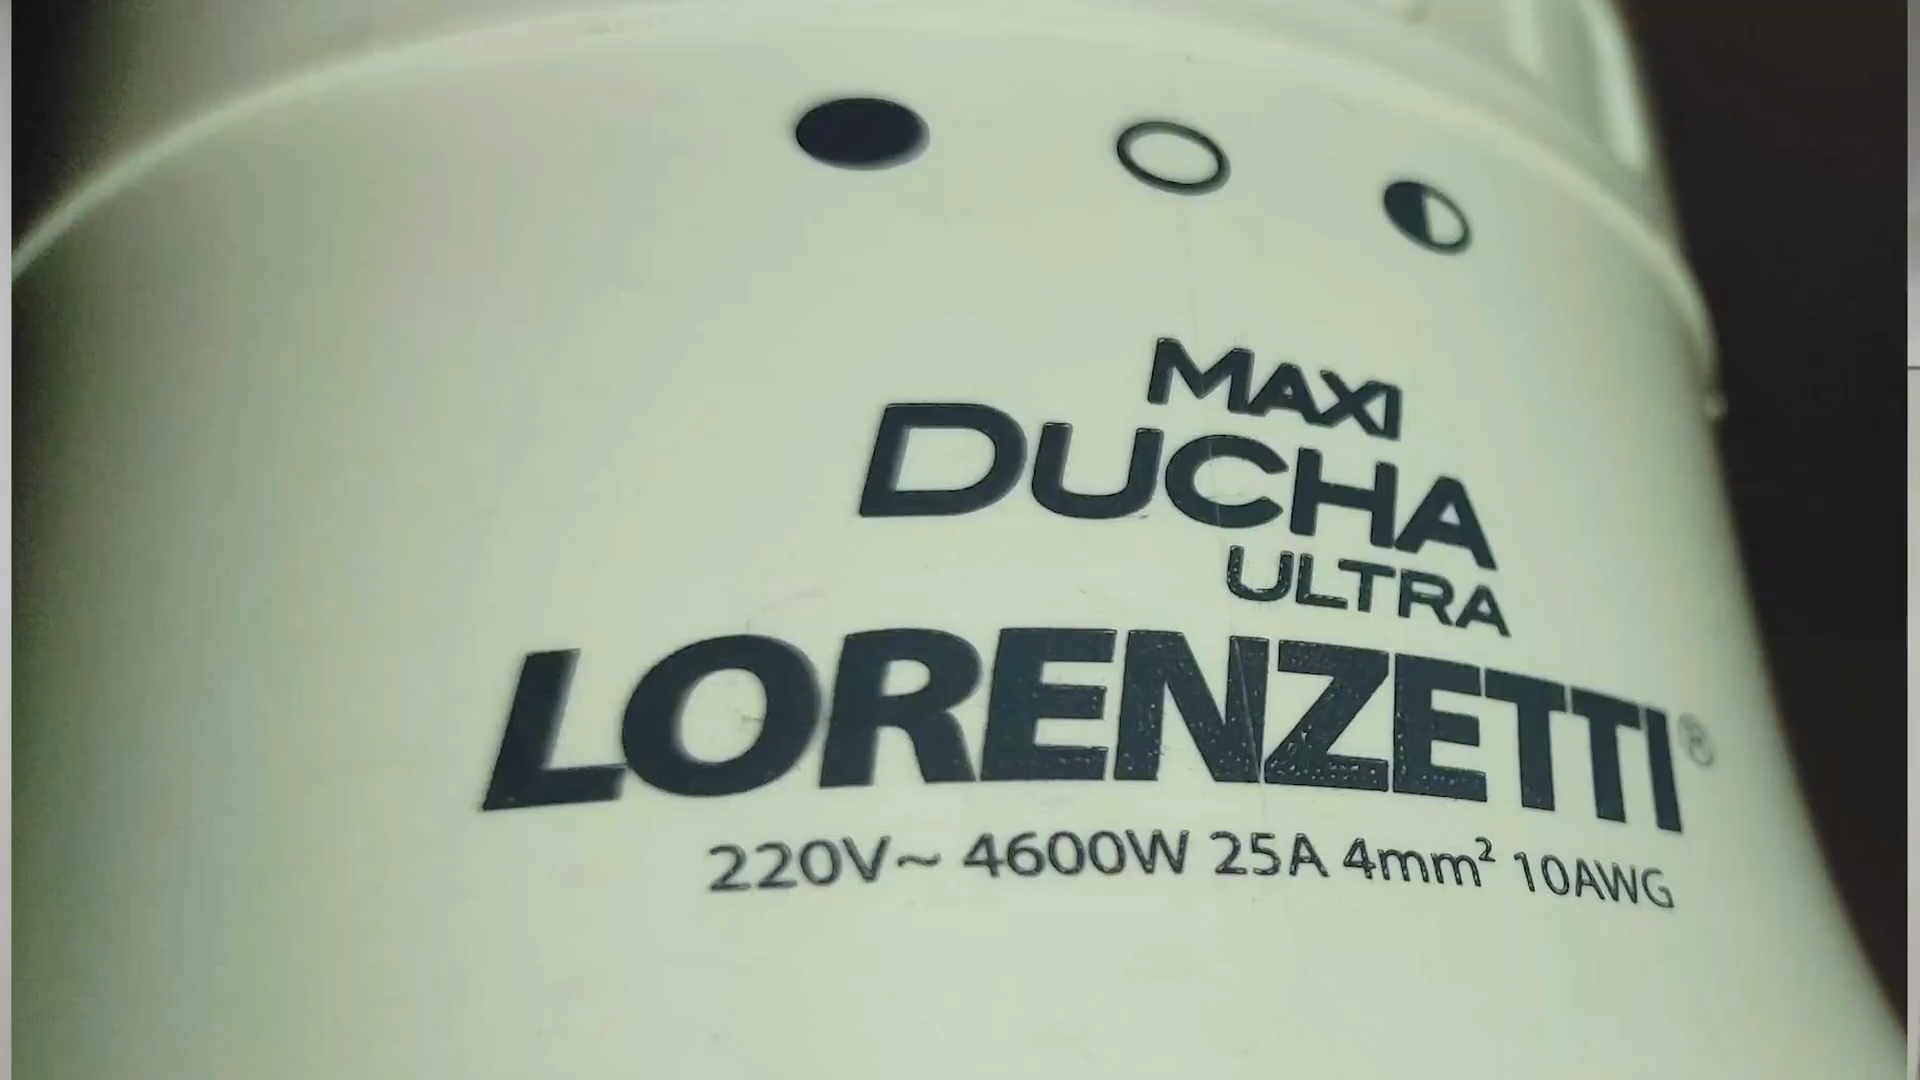 MAXI
DUCHA
ULTRA
LORENZETTI®
220V~ 4600W 25A 4mm² 10AWG